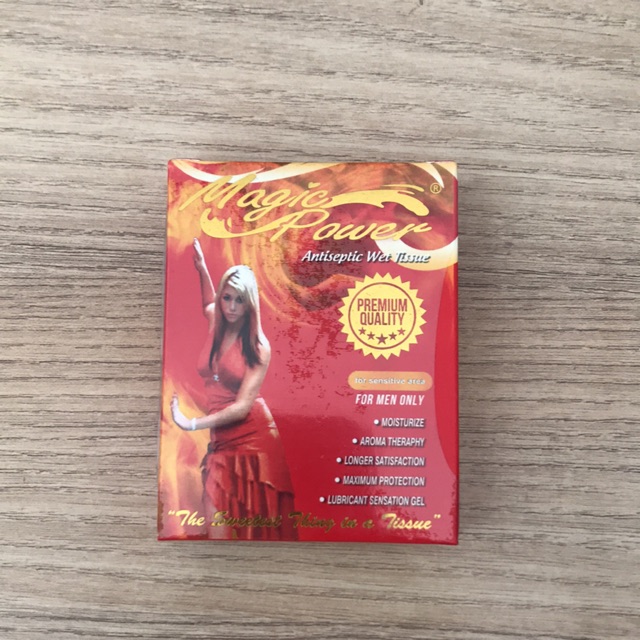 Magic
Power ®
Antiseptic Wet Tissue
PREMIUM
QUALITY
for sensitive area
FOR MEN ONLY
• MOISTURIZE
• AROMA THERAPHY
• LONGER SATISFACTION
• MAXIMUM PROTECTION
• LUBRICANT SENSATION GEL
"The Sweetest Thing in a Tissue"